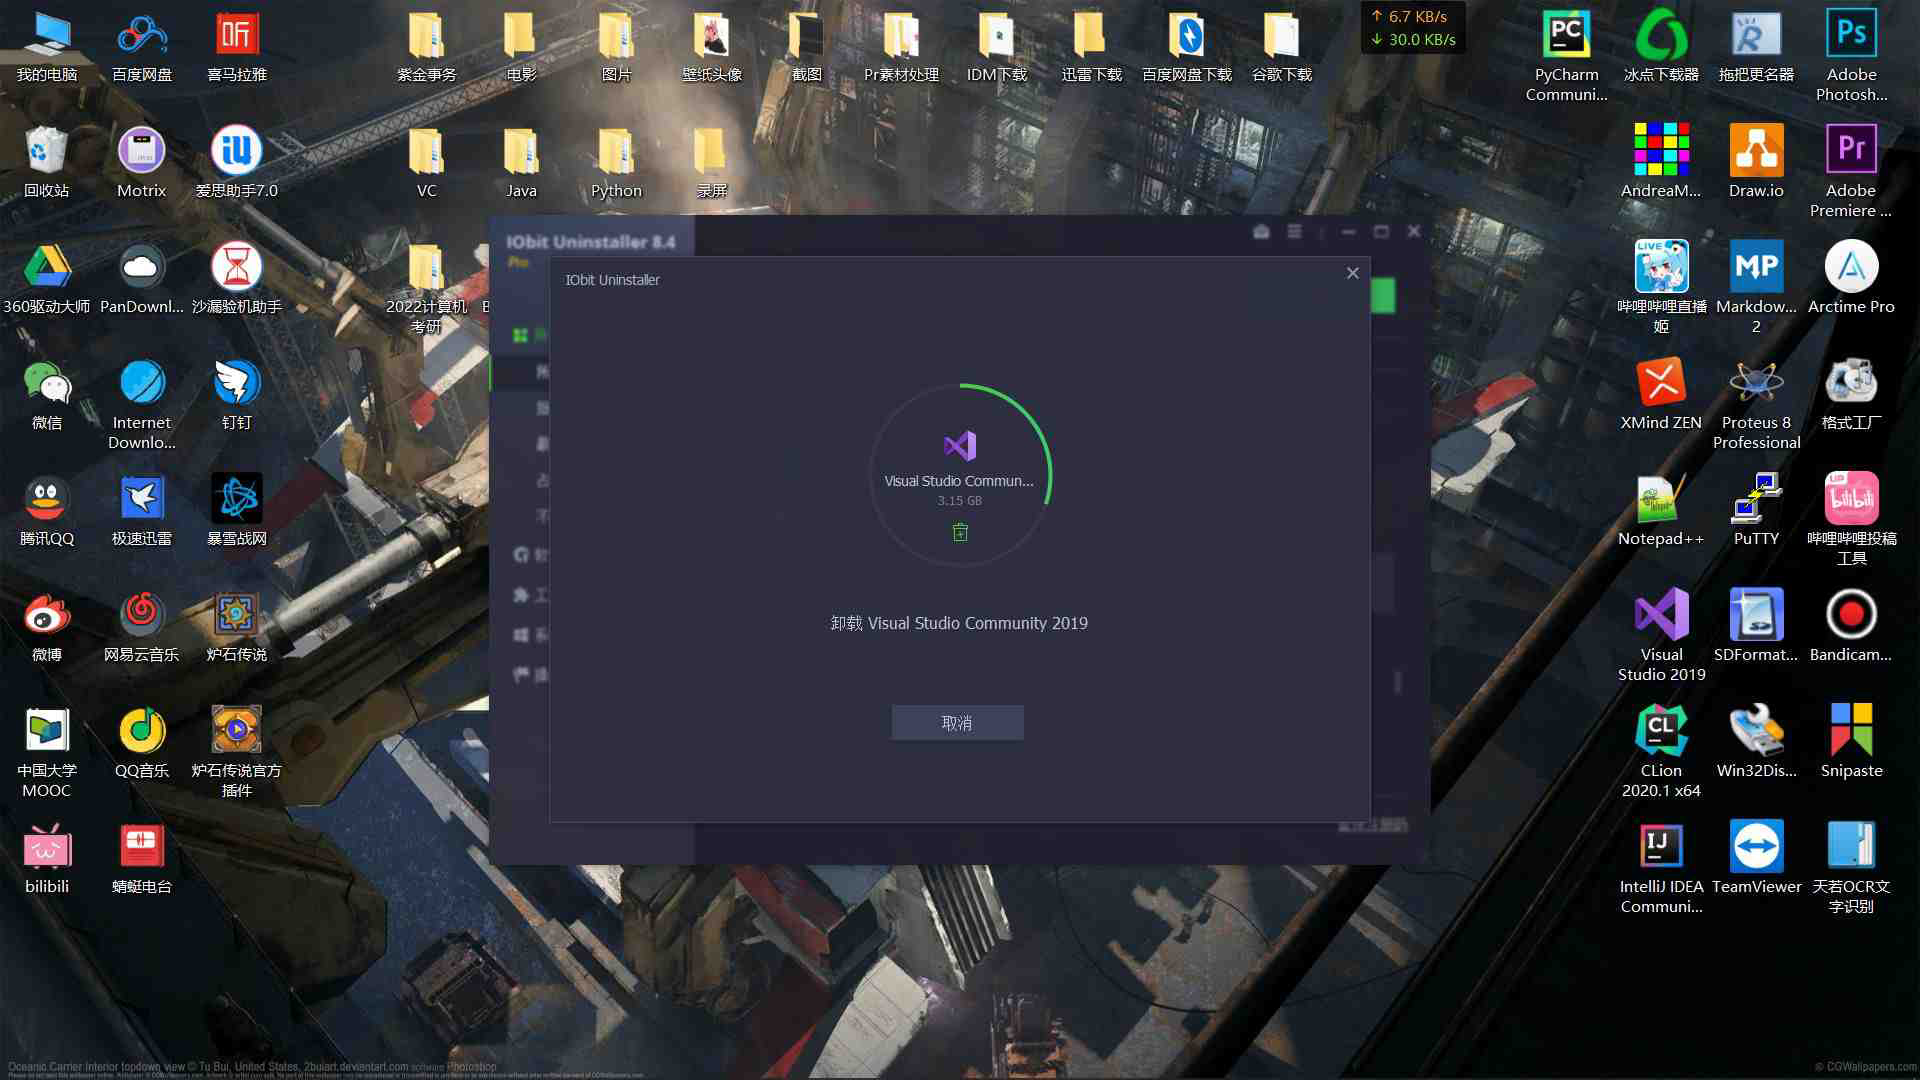 ↑ 6.7 KB/s
↓ 30.0 KB/s
我的电脑
百度网盘
喜马拉雅
紫金事务
电影
图片
壁纸头像
截图
Pr素材处理
IDM下载
迅雷下载
百度网盘下载
谷歌下载
PyCharm
Communi...
冰点下载器
拖把更名器
Adobe
Photosh...
回收站
Motrix
爱思助手7.0
VC
Java
Python
录屏
AndreaM...
Draw.io
Adobe
Premiere ...
IObit Uninstaller 8.4
Pro
IObit Uninstaller
360驱动大师
PanDownl...
沙漏验机助手
2022计算机
考研
哔哩哔哩直播
姬
Markdow...
2
Arctime Pro
微信
Internet
Downlo...
钉钉
XMind ZEN
Proteus 8
Professional
格式工厂
Visual Studio Commun...
3.15 GB
腾讯QQ
极速迅雷
暴雪战网
Notepad++
PuTTY
哔哩哔哩投稿
工具
卸载 Visual Studio Community 2019
微博
网易云音乐
炉石传说
Visual
Studio 2019
SDFormat...
Bandicam...
取消
中国大学
MOOC
QQ音乐
炉石传说官方
插件
CLion
2020.1 x64
Win32Dis...
Snipaste
bilibili
蜻蜓电台
IntelliJ IDEA
Communi...
TeamViewer
天若OCR文
字识别
Oceanic Carrier Interior topdown view © Tu Bui, United States, 2buiart.deviantart.com software Photoshop
© CGWallpapers.com